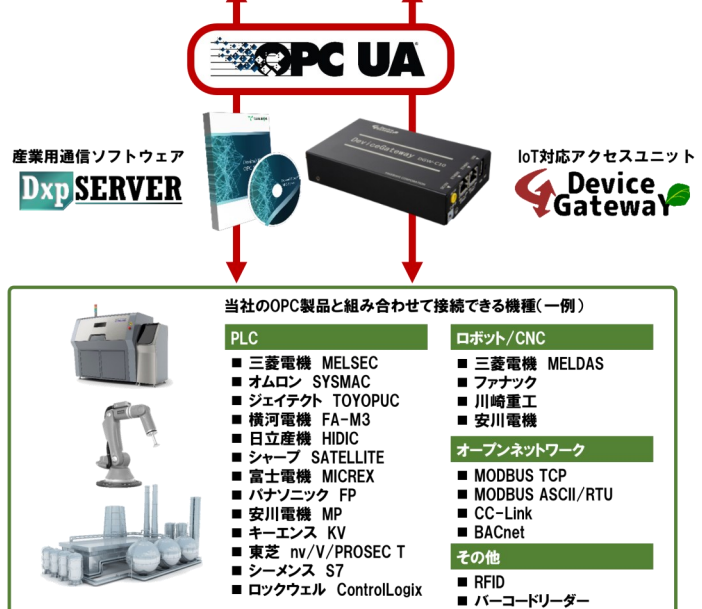 OPC UA
産業用通信ソフトウェア
Dxp SERVER
DeviceGateway
IoT対応アクセスユニット
Device
Gateway
当社のOPC製品と組み合わせて接続できる機種(一例)
PLC
■ 三菱電機 MELSEC
■ オムロン SYSMAC
■ ジェイテクト TOYOPUC
■ 横河電機 FA-M3
■ 日立産機 HIDIC
■ シャープ SATELLITE
■ 富士電機 MICREX
■ パナソニック FP
■ 安川電機 MP
■ キーエンス KV
■ 東芝 nv/V/PROSEC T
■ シーメンス S7
■ ロックウェル ControlLogix
ロボット/CNC
■ 三菱電機 MELDAS
■ ファナック
■ 川崎重工
■ 安川電機
オープンネットワーク
■ MODBUS TCP
■ MODBUS ASCII/RTU
■ CC-Link
■ BACnet
その他
■ RFID
■ バーコードリーダー